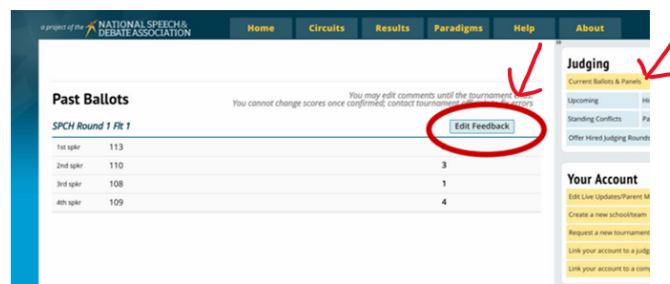 a project of the NATIONAL SPEECH &
DEBATE ASSOCIATION
Home Circuits Results Paradigms Help About
Judging
Current Ballots & Panels
Upcoming
Standing Conflicts
Offer Hired Judging Rounds
Past Ballots
You may edit comments until the tournament
You cannot change scores once confirmed; contact tournament errors
SPCH Round 1 Flt 1
Edit Feedback
1st spkr 113
2nd spkr 110 3
3rd spkr 108 1
4th spkr 109 4
Your Account
Edit Live Updates/Parent M
Create a new school/team
Request a new tournament
Link your account to a judg
Link your account to a comp